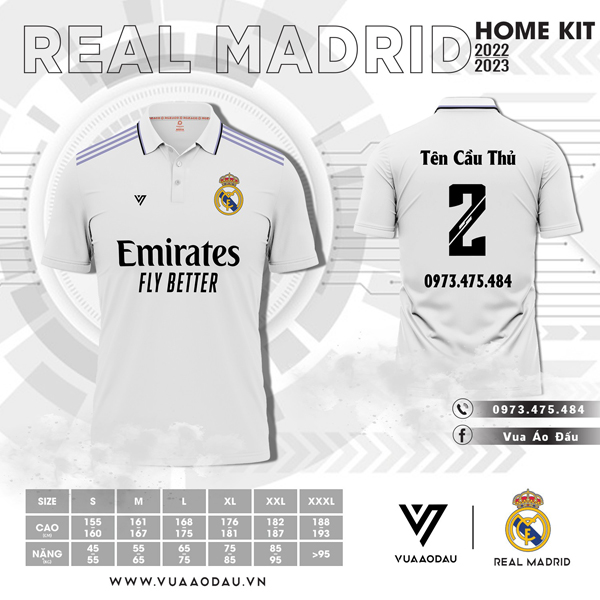 REAL MADRID
HOME KIT
2022
2023
Emirates
FLY BETTER
Tên Cầu Thủ
2
0973.475.484
0973.475.484
f Vua Áo Đấu
SIZE S M L XL XXL XXXL
CAO (CM) 155 160 161 167 168 175 176 181 182 187 188 193
NẶNG (KG) 45 55 55 65 65 75 75 85 85 95 >95
VUAAODAU
REAL MADRID
WWW.VUAAODAU.VN